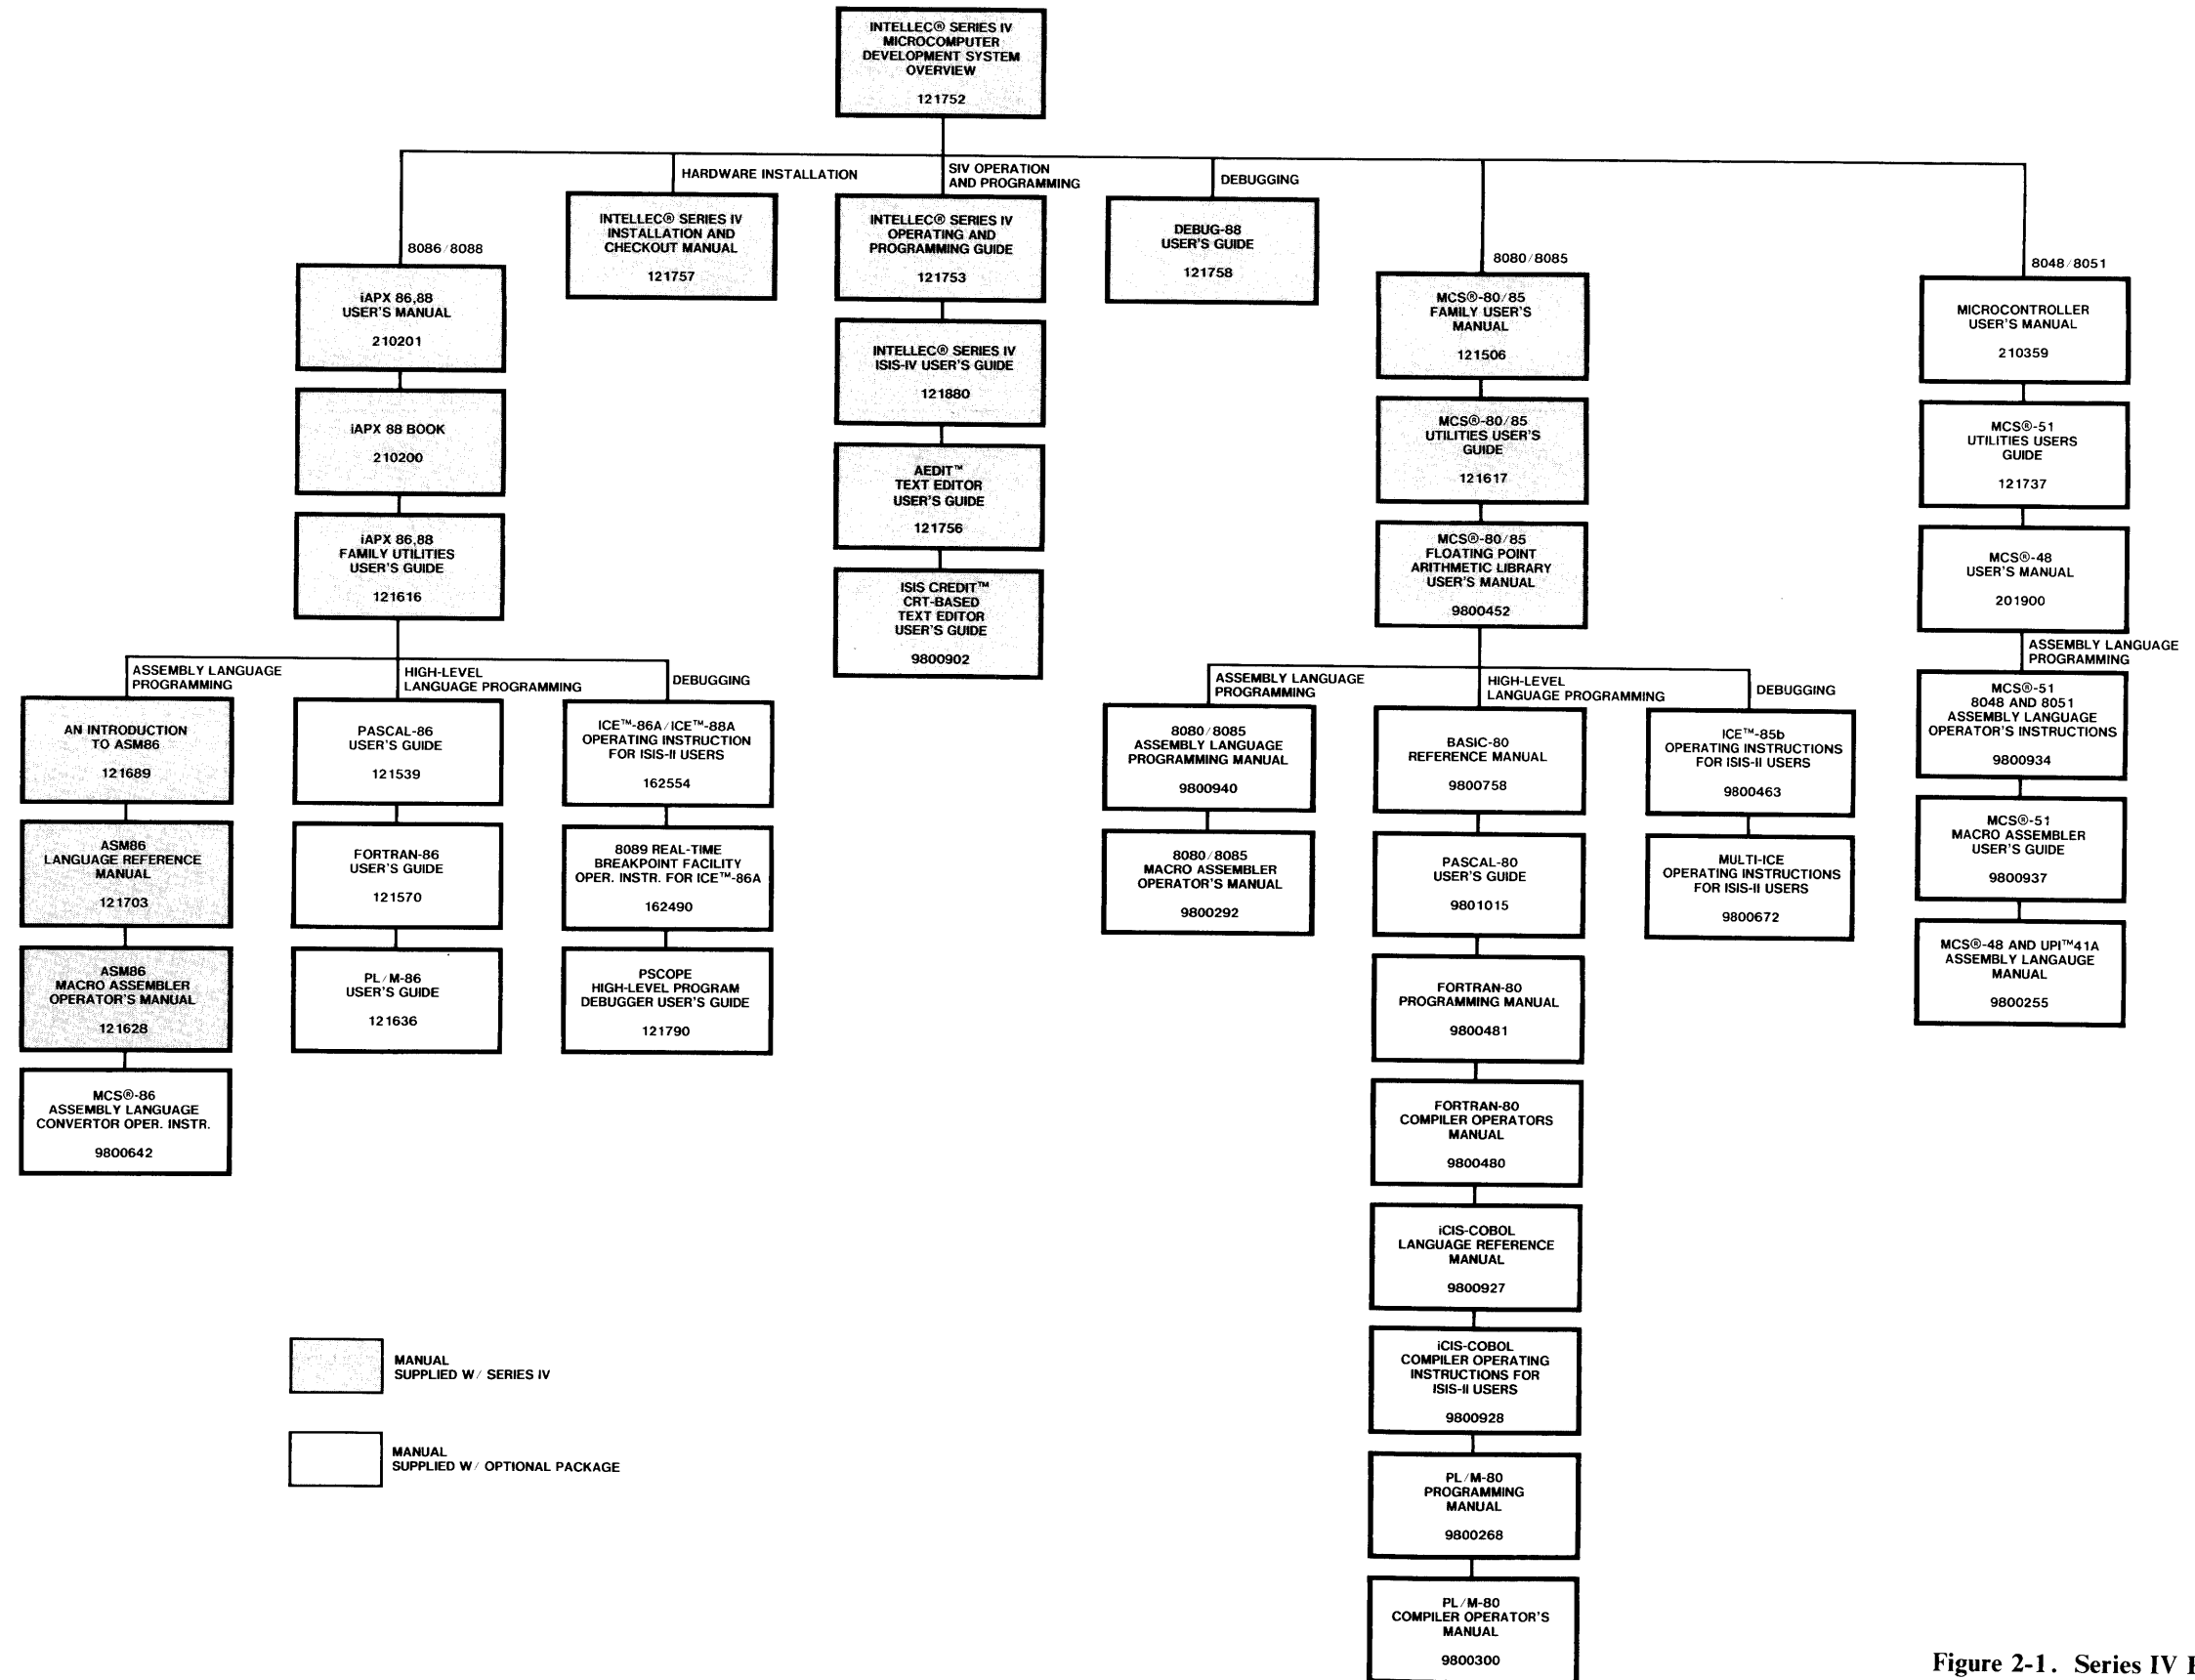 INTELLEC® SERIES IV
MICROCOMPUTER
DEVELOPMENT SYSTEM
OVERVIEW
121752
HARDWARE INSTALLATION
SIV OPERATION
AND PROGRAMMING
DEBUGGING
8086/8088
8080/8085
8048/8051
iAPX 86,88
USER'S MANUAL
210201
iAPX 88 BOOK
210200
iAPX 86,88
FAMILY UTILITIES
USER'S GUIDE
121616
INTELLEC® SERIES IV
INSTALLATION AND
CHECKOUT MANUAL
121757
INTELLEC® SERIES IV
OPERATING AND
PROGRAMMING GUIDE
121753
INTELLEC® SERIES IV
ISIS-IV USER'S GUIDE
121880
AEDIT™
TEXT EDITOR
USER'S GUIDE
121756
ISIS CREDIT™
CRT-BASED
TEXT EDITOR
USER'S GUIDE
9800902
DEBUG-88
USER'S GUIDE
121758
MCS®-80/85
FAMILY USER'S
MANUAL
121506
MCS®-80/85
UTILITIES USER'S
GUIDE
121617
MCS®-80/85
FLOATING POINT
ARITHMETIC LIBRARY
USER'S MANUAL
9800452
MICROCONTROLLER
USER'S MANUAL
210359
MCS®-51
UTILITIES USERS
GUIDE
121737
MCS®-48
USER'S MANUAL
201900
ASSEMBLY LANGUAGE
PROGRAMMING
HIGH-LEVEL
LANGUAGE PROGRAMMING
DEBUGGING
AN INTRODUCTION
TO ASM86
121689
ASM86
LANGUAGE REFERENCE
MANUAL
121703
ASM86
MACRO ASSEMBLER
OPERATOR'S MANUAL
121628
MCS®-86
ASSEMBLY LANGUAGE
CONVERTOR OPER. INSTR.
9800642
PASCAL-86
USER'S GUIDE
121539
FORTRAN-86
USER'S GUIDE
121570
PL/M-86
USER'S GUIDE
121636
ICE™-86A/ICE™-88A
OPERATING INSTRUCTION
FOR ISIS-II USERS
162554
8089 REAL-TIME
BREAKPOINT FACILITY
OPER. INSTR. FOR ICE™-86A
162490
PSCOPE
HIGH-LEVEL PROGRAM
DEBUGGER USER'S GUIDE
121790
ASSEMBLY LANGUAGE
PROGRAMMING
HIGH-LEVEL
LANGUAGE PROGRAMMING
DEBUGGING
8080/8085
ASSEMBLY LANGUAGE
PROGRAMMING MANUAL
9800940
8080/8085
MACRO ASSEMBLER
OPERATOR'S MANUAL
9800292
BASIC-80
REFERENCE MANUAL
9800758
PASCAL-80
USER'S GUIDE
9801015
FORTRAN-80
PROGRAMMING MANUAL
9800481
FORTRAN-80
COMPILER OPERATORS
MANUAL
9800480
iCIS-COBOL
LANGUAGE REFERENCE
MANUAL
9800927
iCIS-COBOL
COMPILER OPERATING
INSTRUCTIONS FOR
ISIS-II USERS
9800928
PL/M-80
PROGRAMMING
MANUAL
9800268
PL/M-80
COMPILER OPERATOR'S
MANUAL
9800300
ICE™-85b
OPERATING INSTRUCTIONS
FOR ISIS-II USERS
9800463
MULTI-ICE
OPERATING INSTRUCTIONS
FOR ISIS-II USERS
9800672
ASSEMBLY LANGUAGE
PROGRAMMING
MCS®-51
8048 AND 8051
ASSEMBLY LANGUAGE
OPERATOR'S INSTRUCTIONS
9800934
MCS®-51
MACRO ASSEMBLER
USER'S GUIDE
9800937
MCS®-48 AND UPI™41A
ASSEMBLY LANGAUGE
MANUAL
9800255
MANUAL
SUPPLIED W/ SERIES IV
MANUAL
SUPPLIED W/ OPTIONAL PACKAGE
Figure 2-1. Series IV